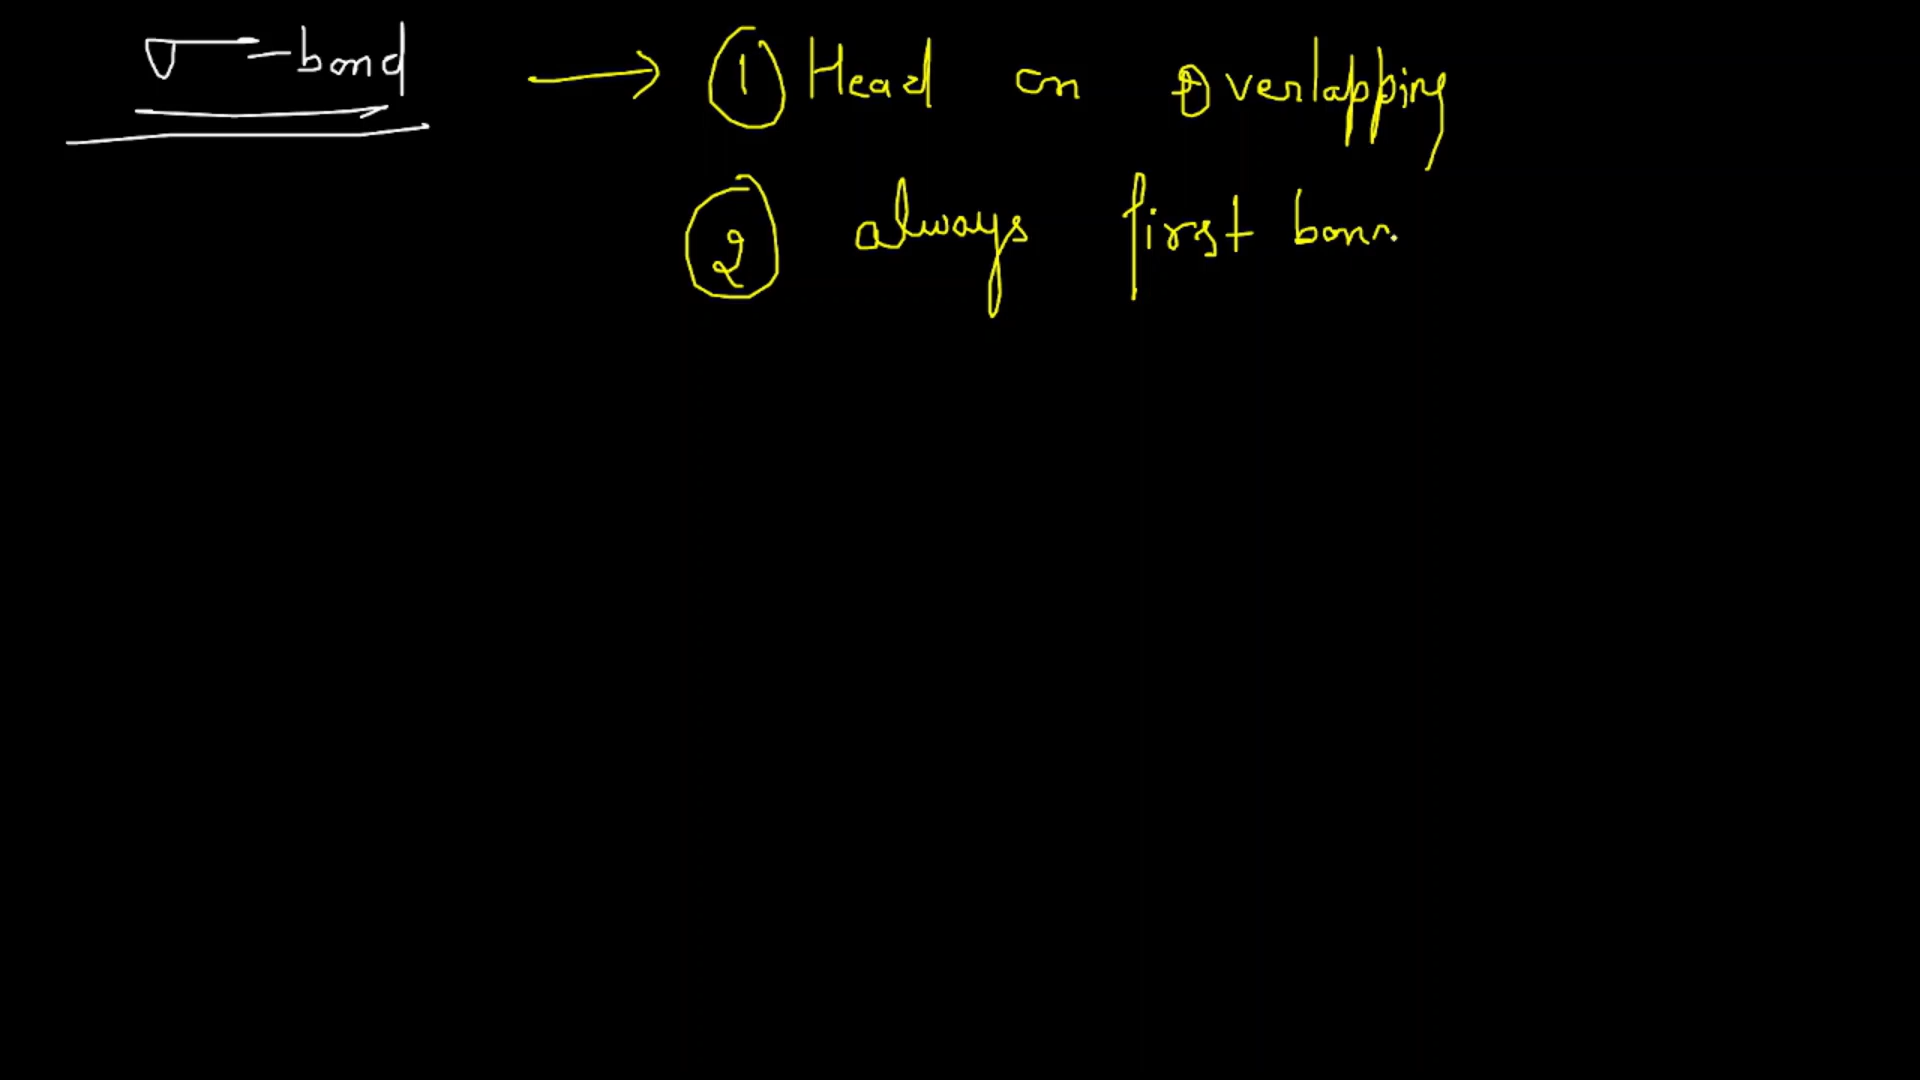 σ-bond → ① Head on overlapping
② always first bon